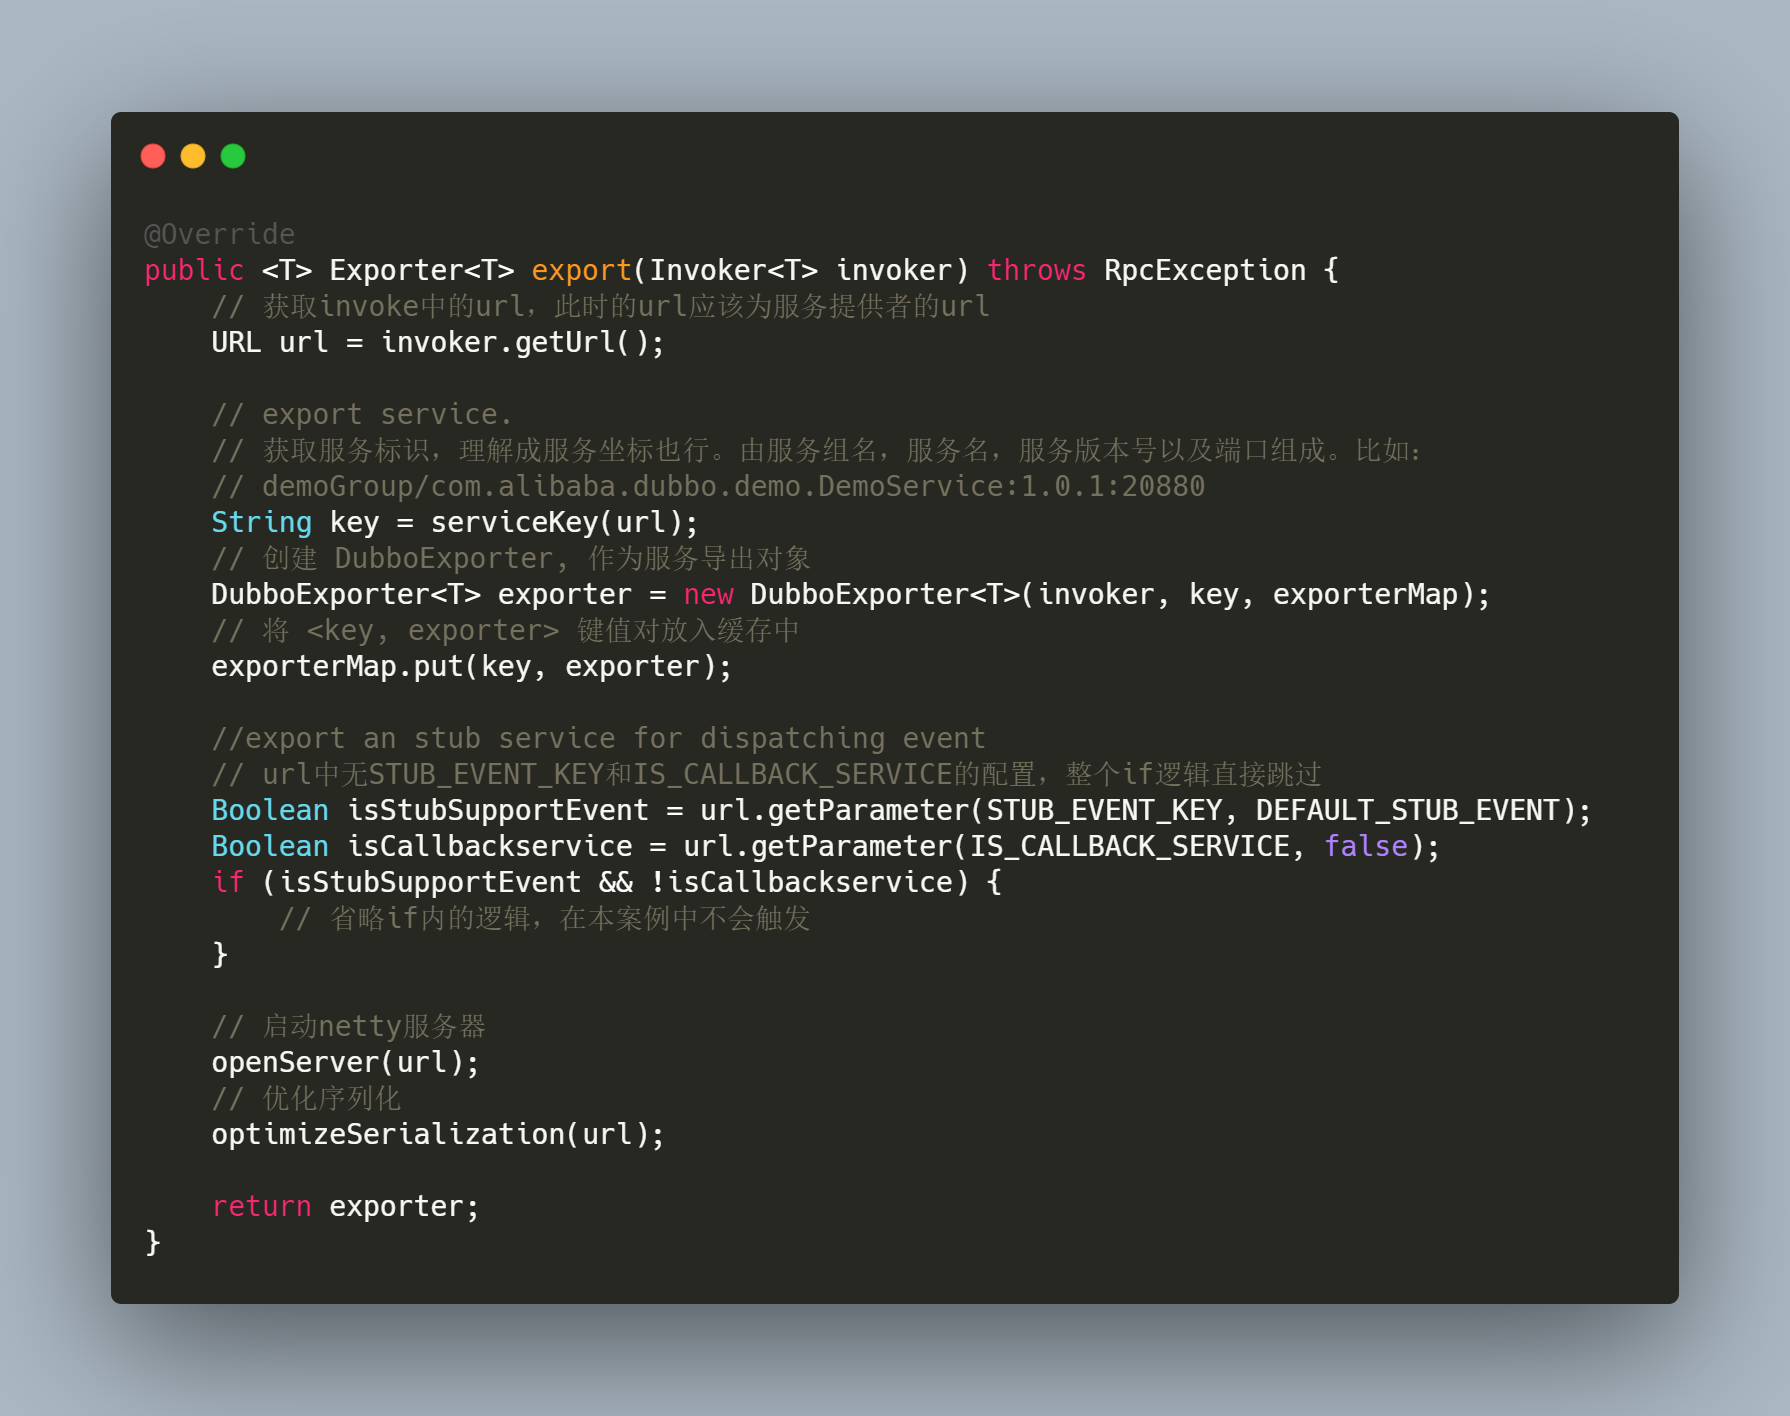 @Override
public <T> Exporter<T> export(Invoker<T> invoker) throws RpcException {
    // 获取invoke中的url，此时的url应该为服务提供者的url
    URL url = invoker.getUrl();

    // export service.
    // 获取服务标识，理解成服务坐标也行。由服务组名，服务名，服务版本号以及端口组成。比如：
    // demoGroup/com.alibaba.dubbo.demo.DemoService:1.0.1:20880
    String key = serviceKey(url);
    // 创建 DubboExporter, 作为服务导出对象
    DubboExporter<T> exporter = new DubboExporter<T>(invoker, key, exporterMap);
    // 将 <key, exporter> 键值对放入缓存中
    exporterMap.put(key, exporter);

    //export an stub service for dispatching event
    // url中无STUB_EVENT_KEY和IS_CALLBACK_SERVICE的配置，整个if逻辑直接跳过
    Boolean isStubSupportEvent = url.getParameter(STUB_EVENT_KEY, DEFAULT_STUB_EVENT);
    Boolean isCallbackservice = url.getParameter(IS_CALLBACK_SERVICE, false);
    if (isStubSupportEvent && !isCallbackservice) {
        // 省略if内的逻辑，在本案例中不会触发
    }

    // 启动netty服务器
    openServer(url);
    // 优化序列化
    optimizeSerialization(url);

    return exporter;
}